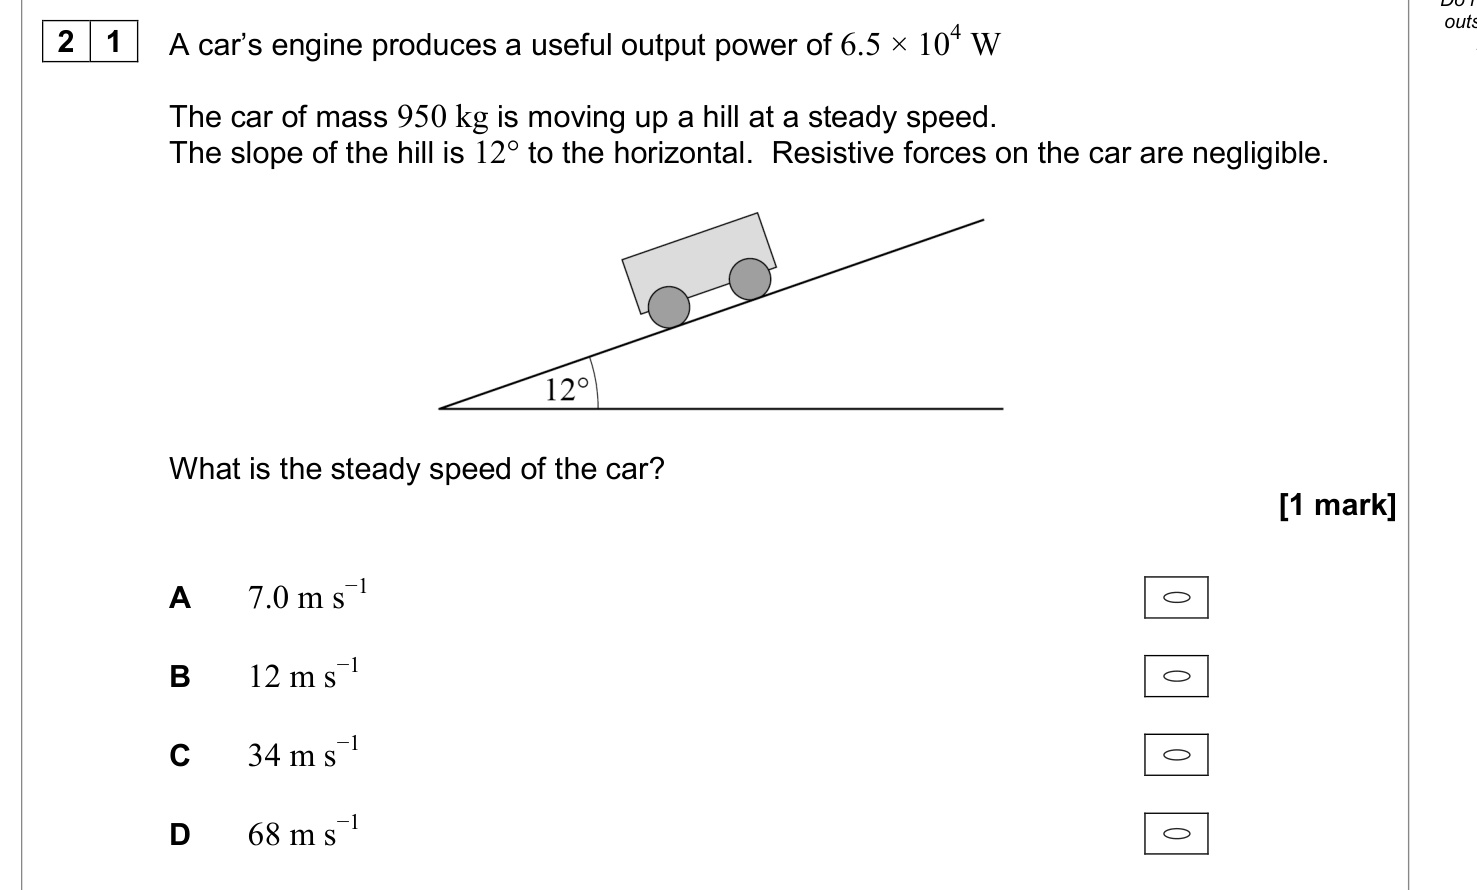 Do n
outs
2 1 A car’s engine produces a useful output power of 6.5 × 10⁴ W
The car of mass 950 kg is moving up a hill at a steady speed.
The slope of the hill is 12° to the horizontal. Resistive forces on the car are negligible.
12°
What is the steady speed of the car?
[1 mark]
A 7.0 m s⁻¹
B 12 m s⁻¹
C 34 m s⁻¹
D 68 m s⁻¹